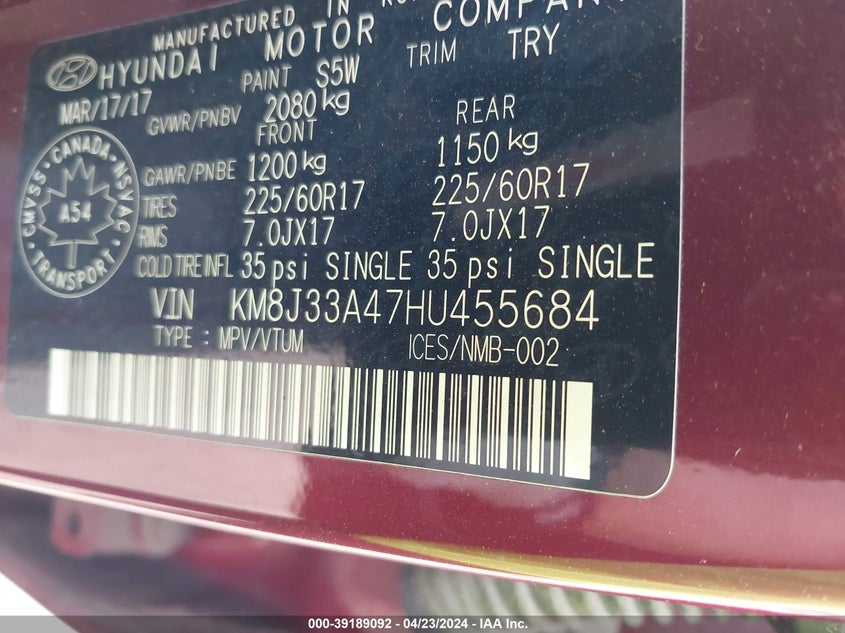 MANUFACTURED IN
HYUNDAI MOTOR COMPANY
PAINT S5W TRIM TRY
MAR/17/17
GVWR/PNBV 2080 kg
FRONT REAR
GAWR/PNBE 1200 kg 1150 kg
TIRES 225/60R17 225/60R17
RIMS 7.0JX17 7.0JX17
COLD TIRE INFL 35 psi SINGLE 35 psi SINGLE
VIN KM8J33A47HU455684
TYPE : MPV/VTUM ICES/NMB-002
CMVSS · CANADA · NSVAC · TRANSPORT ·
A54
000-39189092 - 04/23/2024 - IAA Inc.